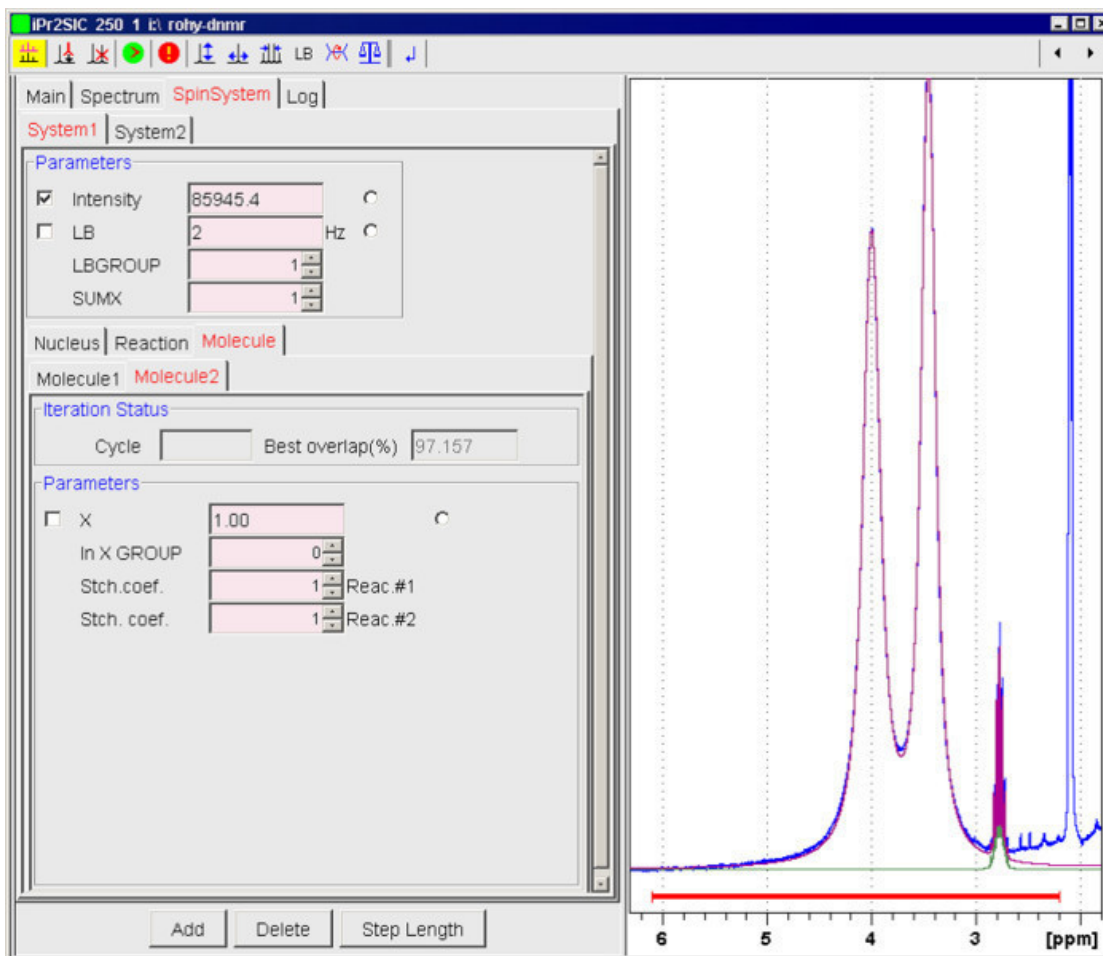 iPr2SIC 250 1 i:\ rohy-dnmr
LB
Main Spectrum SpinSystem Log
System1 System2
Parameters
Intensity 85945.4
LB 2 Hz
LBGROUP 1
SUMX 1
Nucleus Reaction Molecule
Molecule1 Molecule2
Iteration Status
Cycle Best overlap(%) 97.157
Parameters
X 1.00
In X GROUP 0
Stch.coef. 1 Reac.#1
Stch. coef. 1 Reac.#2
Add Delete Step Length
6 5 4 3 [ppm]